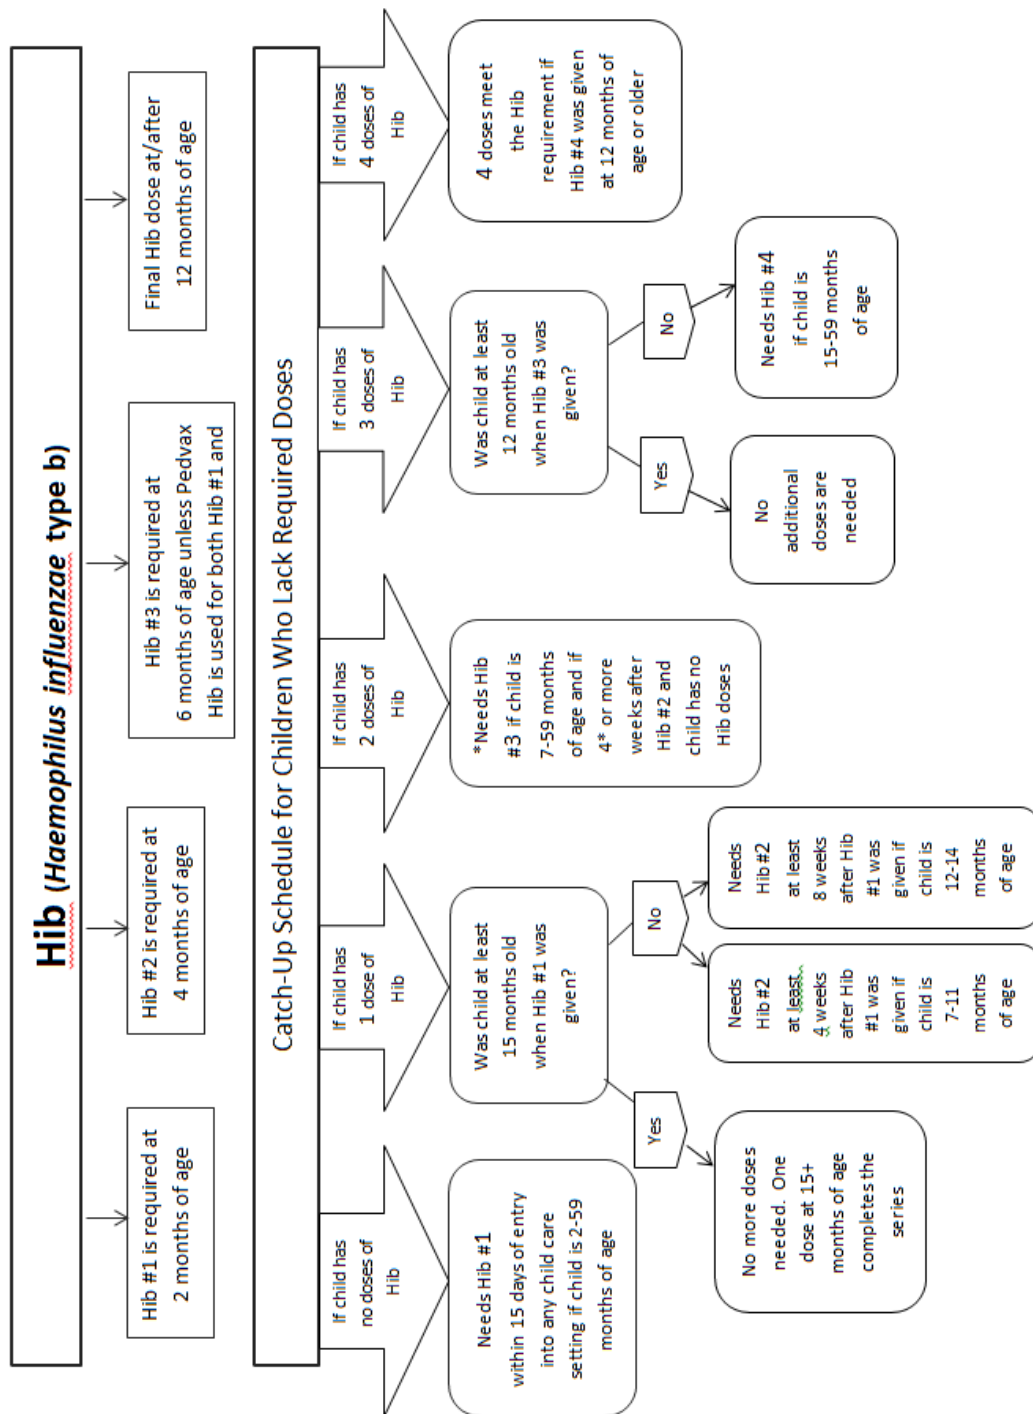 Hib (Haemophilus influenzae type b)
Hib #1 is required at
2 months of age
Hib #2 is required at
4 months of age
Hib #3 is required at
6 months of age unless Pedvax
Hib is used for both Hib #1 and
Final Hib dose at/after
12 months of age
Catch-Up Schedule for Children Who Lack Required Doses
If child has
no doses of
Hib
If child has
1 dose of
Hib
If child has
2 doses of
Hib
If child has
3 doses of
Hib
If child has
4 doses of
Hib
Needs Hib #1
within 15 days of entry
into any child care
setting if child is 2-59
months of age
Was child at least
15 months old
when Hib #1 was
given?
*Needs Hib
#3 if child is
7-59 months
of age and if
4* or more
weeks after
Hib #2 and
child has no
Hib doses
Was child at least
12 months old
when Hib #3 was
given?
4 doses meet
the Hib
requirement if
Hib #4 was given
at 12 months of
age or older
Yes
No
Yes
No
No more doses
needed. One
dose at 15+
months of age
completes the
series
Needs
Hib #2
at least
4 weeks
after Hib
#1 was
given if
child is
7-11
months
of age
Needs
Hib #2
at least
8 weeks
after Hib
#1 was
given if
child is
12-14
months
of age
No
additional
doses are
needed
Needs Hib #4
if child is
15-59 months
of age